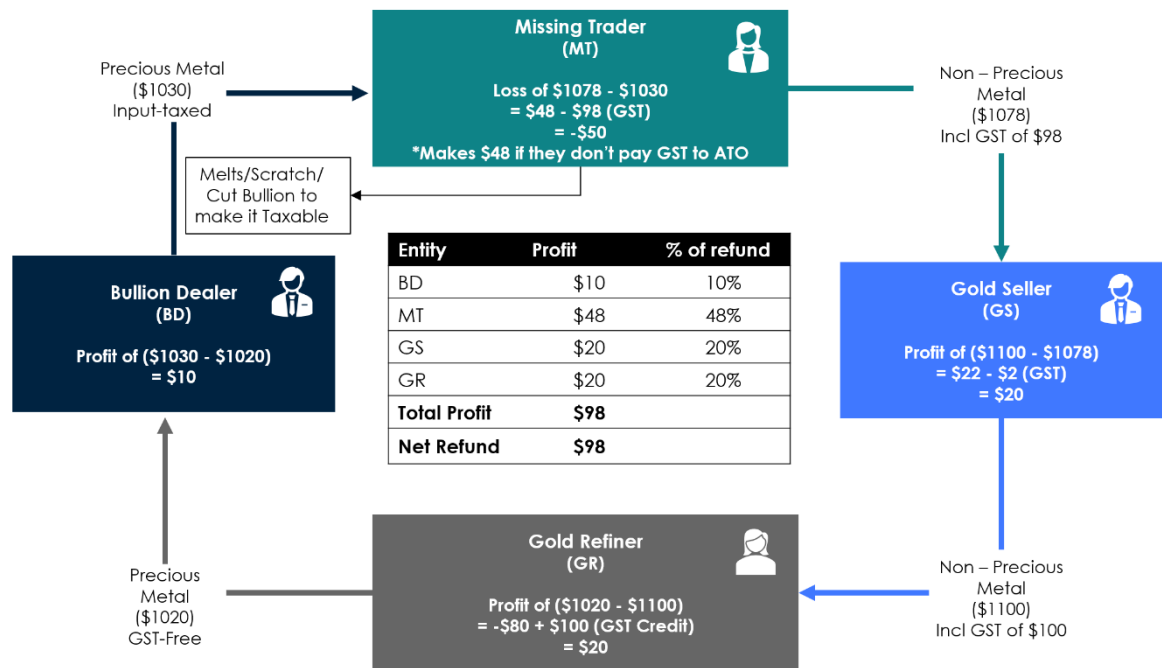 Missing Trader
(MT)
Loss of $1078 - $1030
= $48 - $98 (GST)
= -$50
*Makes $48 if they don't pay GST to ATO
Precious Metal
($1030)
Input-taxed
Non – Precious
Metal
($1078)
Incl GST of $98
Melts/Scratch/
Cut Bullion to
make it Taxable
Bullion Dealer
(BD)
Profit of ($1030 - $1020)
= $10
Entity Profit % of refund
BD $10 10%
MT $48 48%
GS $20 20%
GR $20 20%
Total Profit $98
Net Refund $98
Gold Seller
(GS)
Profit of ($1100 - $1078)
= $22 - $2 (GST)
= $20
Precious
Metal
($1020)
GST-Free
Gold Refiner
(GR)
Profit of ($1020 - $1100)
= -$80 + $100 (GST Credit)
= $20
Non – Precious
Metal
($1100)
Incl GST of $100